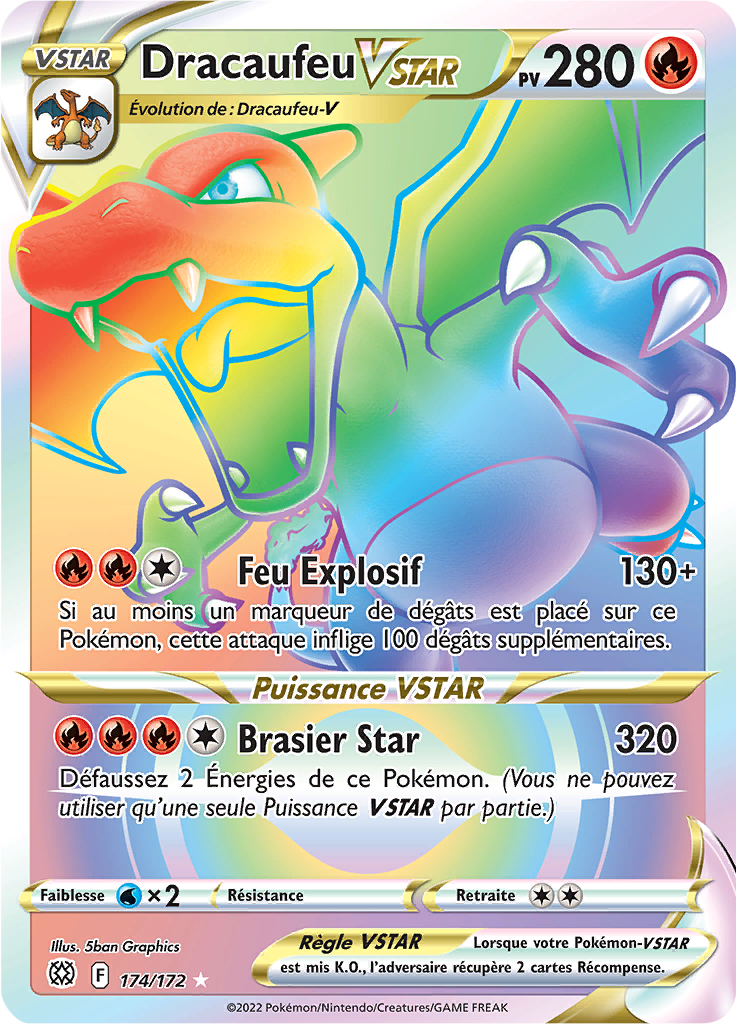 VSTAR
Dracaufeu VSTAR
PV 280
Évolution de : Dracaufeu-V
Feu Explosif 130+
Si au moins un marqueur de dégâts est placé sur ce
Pokémon, cette attaque inflige 100 dégâts supplémentaires.
Puissance VSTAR
Brasier Star 320
Défaussez 2 Énergies de ce Pokémon. (Vous ne pouvez
utiliser qu'une seule Puissance VSTAR par partie.)
Faiblesse ×2 Résistance Retraite
Illus. 5ban Graphics
Règle VSTAR Lorsque votre Pokémon-VSTAR
est mis K.O., l'adversaire récupère 2 cartes Récompense.
F 174/172
©2022 Pokémon/Nintendo/Creatures/GAME FREAK